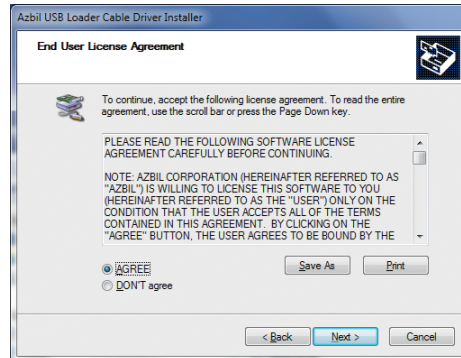 Azbil USB Loader Cable Driver Installer
End User License Agreement
To continue, accept the following license agreement. To read the entire
agreement, use the scroll bar or press the Page Down key.
PLEASE READ THE FOLLOWING SOFTWARE LICENSE
AGREEMENT CAREFULLY BEFORE CONTINUING.
NOTE: AZBIL CORPORATION (HEREINAFTER REFERRED TO AS
"AZBIL") IS WILLING TO LICENSE THIS SOFTWARE TO YOU
(HEREINAFTER REFERRED TO AS THE "USER") ONLY ON THE
CONDITION THAT THE USER ACCEPTS ALL OF THE TERMS
CONTAINED IN THIS AGREEMENT. BY CLICKING ON THE
"AGREE" BUTTON, THE USER AGREES TO BE BOUND BY THE
AGREE
Save As
Print
DON'T agree
< Back
Next >
Cancel